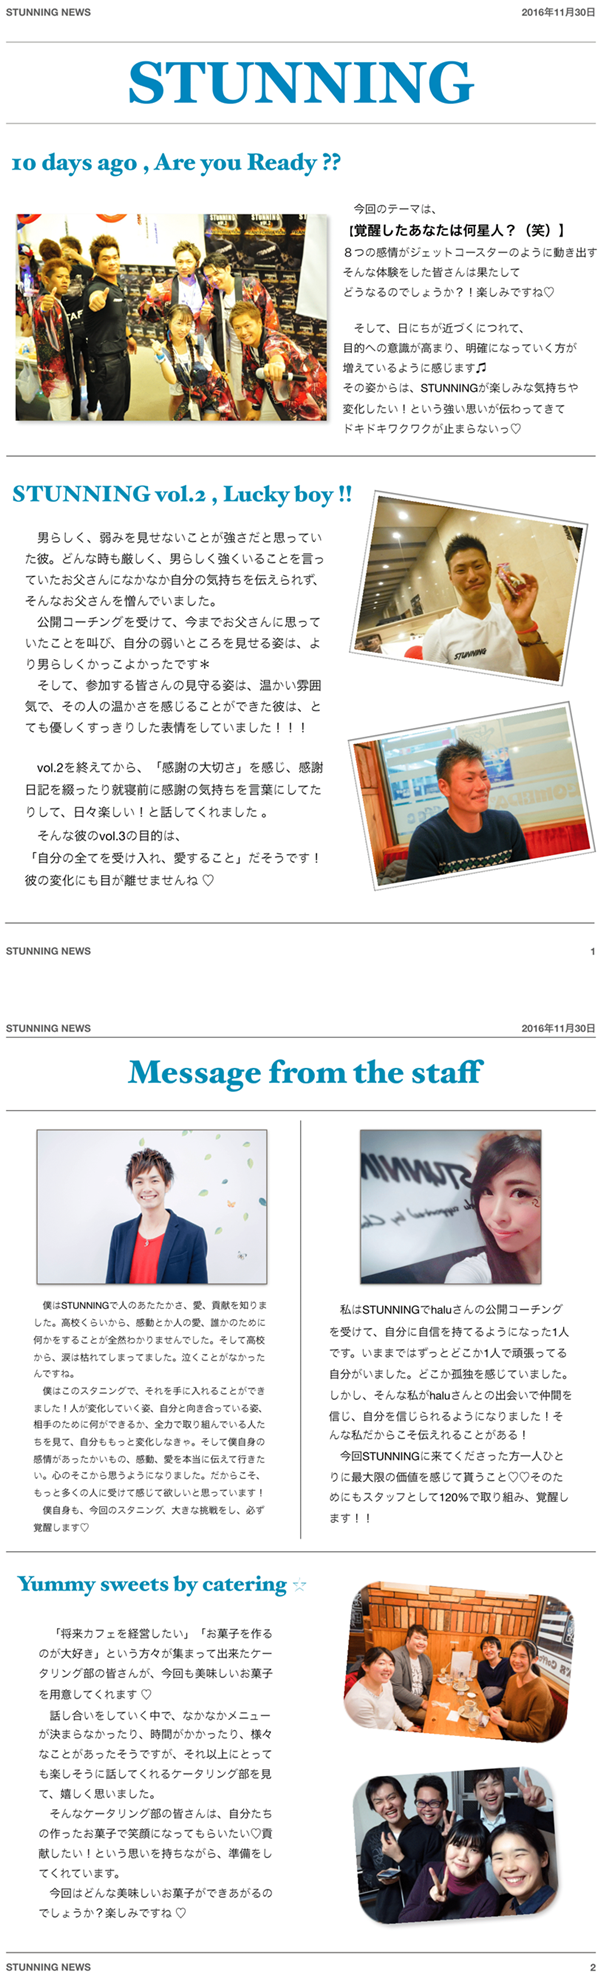 STUNNING NEWS 2016年11月30日
STUNNING
10 days ago , Are you Ready ??
今回のテーマは、
【覚醒したあなたは何星人？（笑）】
８つの感情がジェットコースターのように動き出す
そんな体験をした皆さんは果たして
どうなるのでしょうか？！楽しみですね♡
そして、日にちが近づくにつれて、
目的への意識が高まり、明確になっていく方が
増えているように感じます♫
その姿からは、STUNNINGが楽しみな気持ちや
変化したい！という強い思いが伝わってきて
ドキドキワクワクが止まらないっ♡
STUNNING vol.2 , Lucky boy !!
男らしく、弱みを見せないことが強さだと思ってい
た彼。どんな時も厳しく、男らしく強くいることを言っ
ていたお父さんになかなか自分の気持ちを伝えられず、
そんなお父さんを憎んでいました。
公開コーチングを受けて、今までお父さんに思って
いたことを叫び、自分の弱いところを見せる姿は、よ
り男らしくかっこよかったです＊
そして、参加する皆さんの見守る姿は、温かい雰囲
気で、その人の温かさを感じることができた彼は、と
ても優しくすっきりした表情をしていました！！！
vol.2を終えてから、「感謝の大切さ」を感じ、感謝
日記を綴ったり就寝前に感謝の気持ちを言葉にしてた
りして、日々楽しい！と話してくれました 。
そんな彼のvol.3の目的は、
「自分の全てを受け入れ、愛すること」だそうです！
彼の変化にも目が離せませんね ♡
STUNNING
STUNNING NEWS 1
STUNNING NEWS 2016年11月30日
Message from the staff
僕はSTUNNINGで人のあたたかさ、愛、貢献を知りま
した。高校くらいから、感動とか人の愛、誰かのために
何かをすることが全然わかりませんでした。そして高校
から、涙は枯れてしまってました。泣くことがなかった
んですね。
僕はこのスタニングで、それを手に入れることができ
ました！人が変化していく姿、自分と向き合っている姿、
相手のために何ができるか、全力で取り組んでいる人た
ちを見て、自分ももっと変化しなきゃ。そして僕自身の
感情があったかいもの、感動、愛を本当に伝えて行きた
い。心のそこから思うようになりました。だからこそ、
もっと多くの人に受けて感じて欲しいと思っています！
僕自身も、今回のスタニング、大きな挑戦をし、必ず
覚醒します♡
私はSTUNNINGでhaluさんの公開コーチング
を受けて、自分に自信を持てるようになった1人
です。いままではずっとどこか1人で頑張ってる
自分がいました。どこか孤独を感じていました。
しかし、そんな私がhaluさんとの出会いで仲間を
信じ、自分を信じられるようになりました！そ
んな私だからこそ伝えれることがある！
今回STUNNINGに来てくださった方一人ひと
りに最大限の価値を感じて貰うこと♡♡そのた
めにもスタッフとして120%で取り組み、覚醒し
ます！！
Yummy sweets by catering ☆
「将来カフェを経営したい」「お菓子を作る
のが大好き」という方々が集まって出来たケー
タリング部の皆さんが、今回も美味しいお菓子
を用意してくれます ♡
話し合いをしていく中で、なかなかメニュー
が決まらなかったり、時間がかかったり、様々
なことがあったそうですが、それ以上にとって
も楽しそうに話してくれるケータリング部を見
て、嬉しく思いました。
そんなケータリング部の皆さんは、自分たち
の作ったお菓子で笑顔になってもらいたい♡貢
献したい！という思いを持ちながら、準備をし
てくれています。
今回はどんな美味しいお菓子ができあがるの
でしょうか？楽しみですね ♡
STUNNING NEWS 2